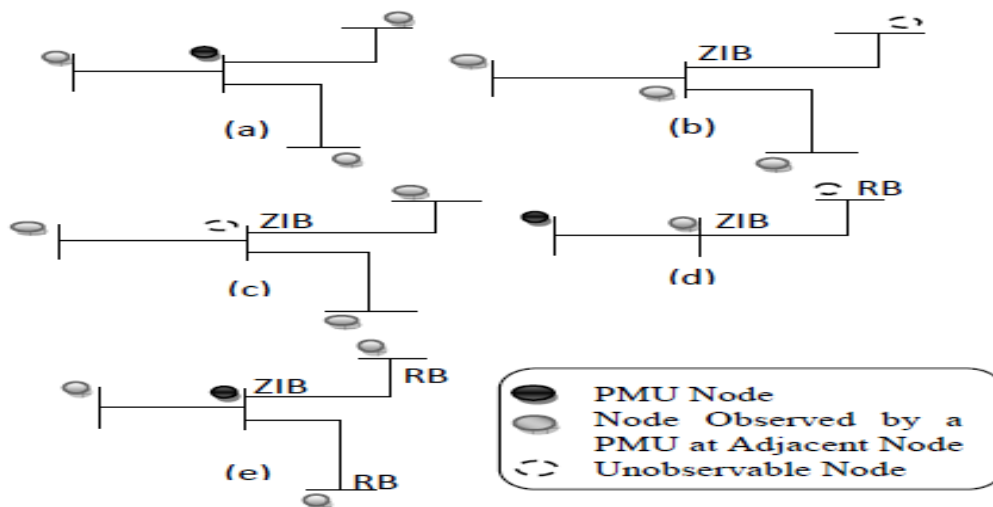 ZIB
(a)
(b)
ZIB
ZIB
RB
(c)
(d)
ZIB
RB
(e)
RB
PMU Node
Node Observed by a
PMU at Adjacent Node
Unobservable Node